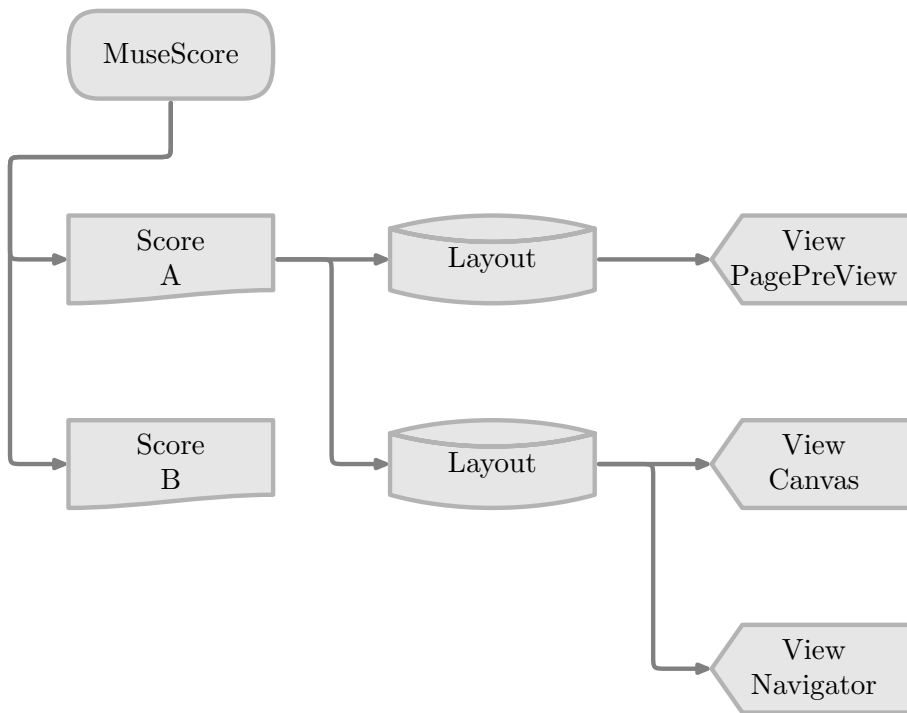 MuseScore
Score
A
Layout
View
PagePreView
Score
B
Layout
View
Canvas
View
Navigator